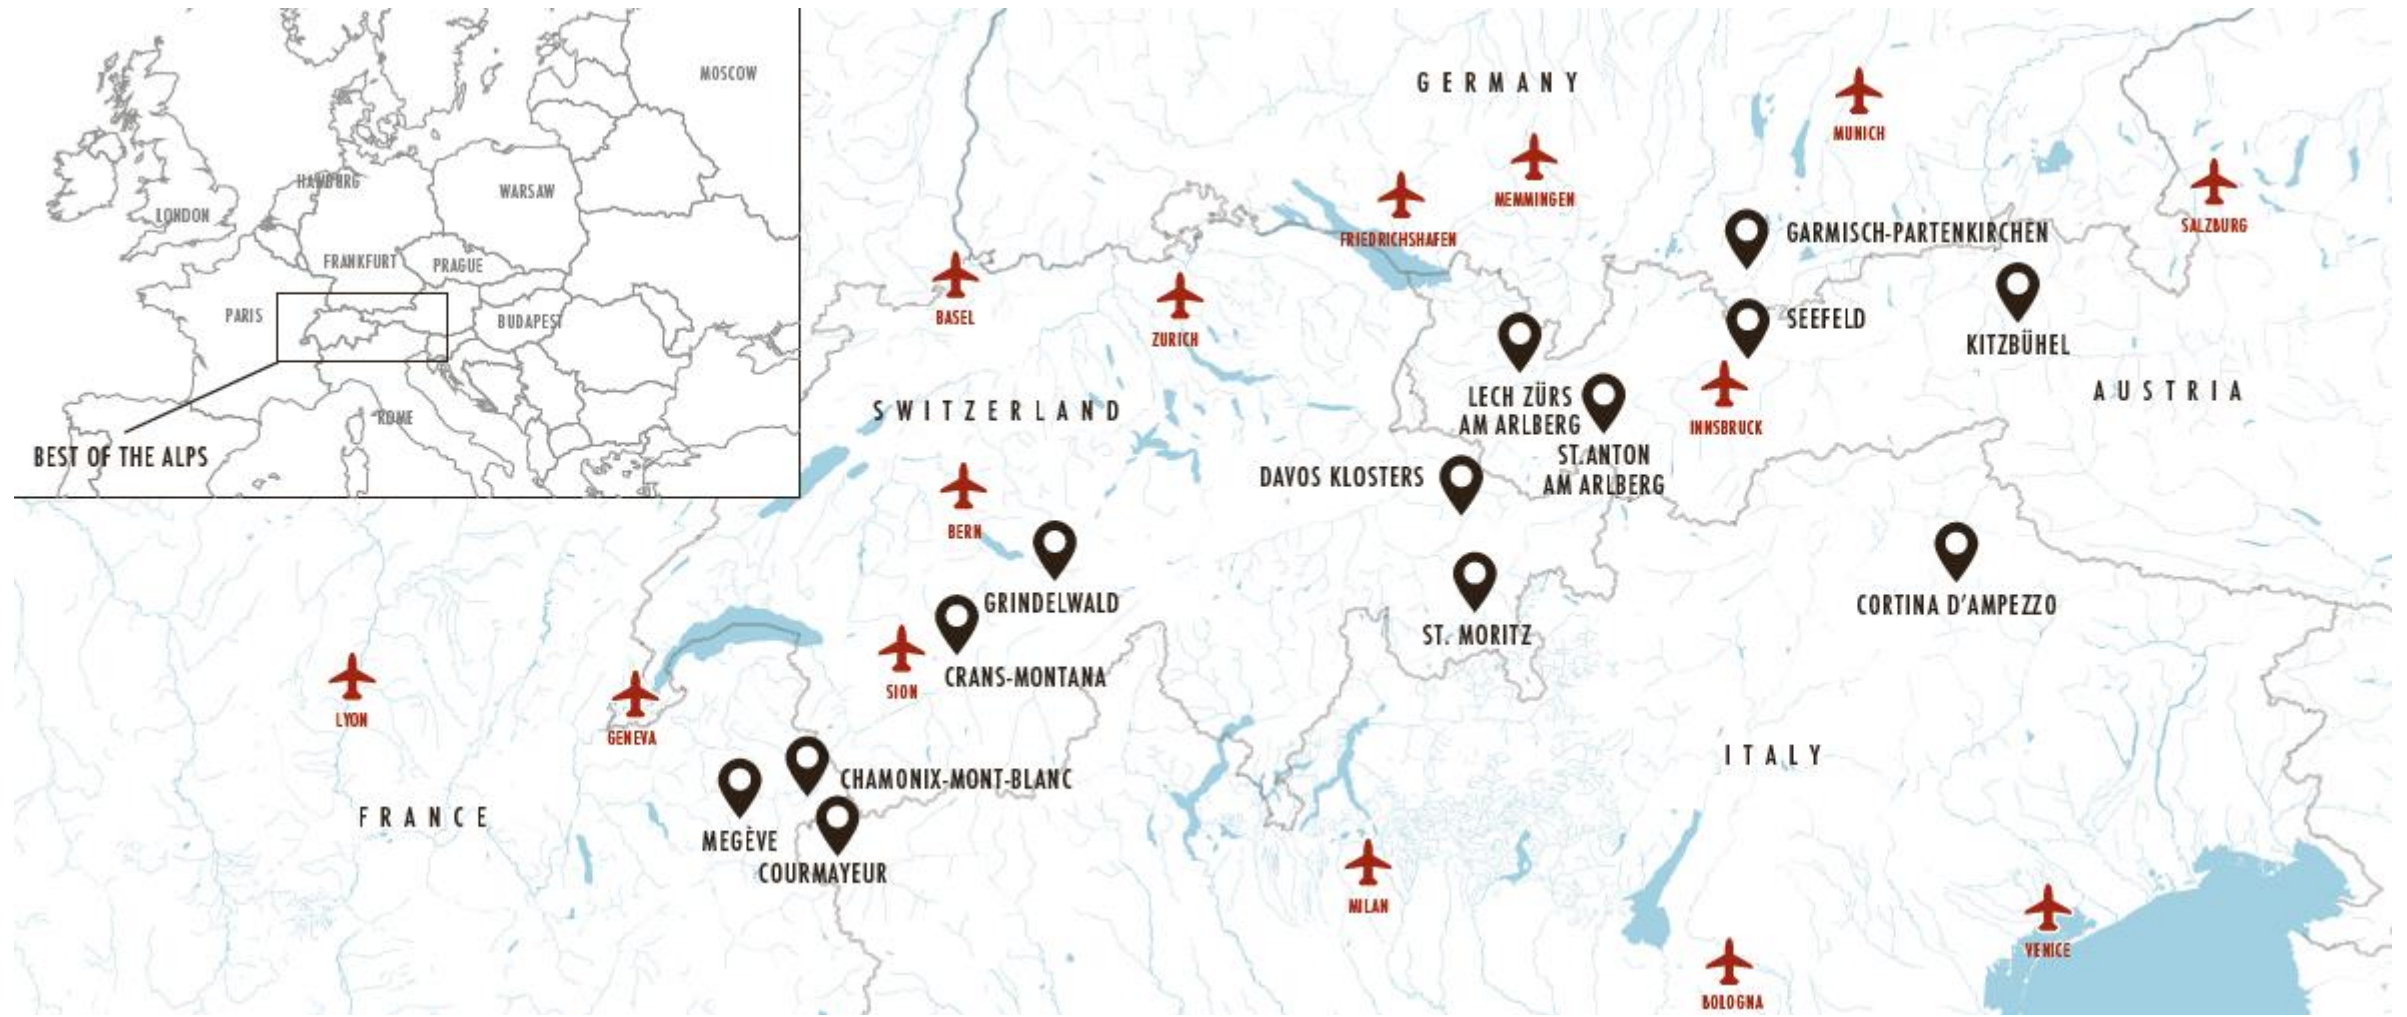 MOSCOW
HAMBURG
WARSAW
LONDON
FRANKFURT
PRAGUE
PARIS
BUDAPEST
ROME
BEST OF THE ALPS
GERMANY
MUNICH
MEMMINGEN
FRIEDRICHSHAFEN
SALZBURG
GARMISCH-PARTENKIRCHEN
BASEL
ZURICH
SEEFELD
KITZBÜHEL
LECH ZÜRS
AM ARLBERG
AUSTRIA
SWITZERLAND
INNSBRUCK
ST.ANTON
AM ARLBERG
DAVOS KLOSTERS
BERN
GRINDELWALD
CORTINA D'AMPEZZO
ST. MORITZ
CRANS-MONTANA
SION
LYON
GENEVA
ITALY
CHAMONIX-MONT-BLANC
FRANCE
MEGÈVE
COURMAYEUR
MILAN
VENICE
BOLOGNA